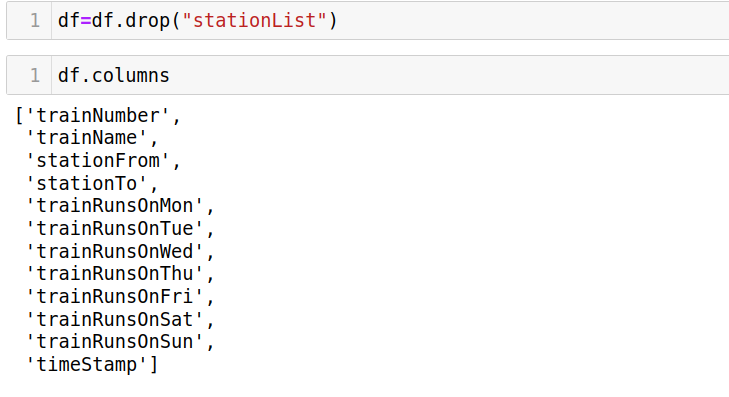 1 df=df.drop("stationList")
1 df.columns
['trainNumber',
'trainName',
'stationFrom',
'stationTo',
'trainRunsOnMon',
'trainRunsOnTue',
'trainRunsOnWed',
'trainRunsOnThu',
'trainRunsOnFri',
'trainRunsOnSat',
'trainRunsOnSun',
'timeStamp']